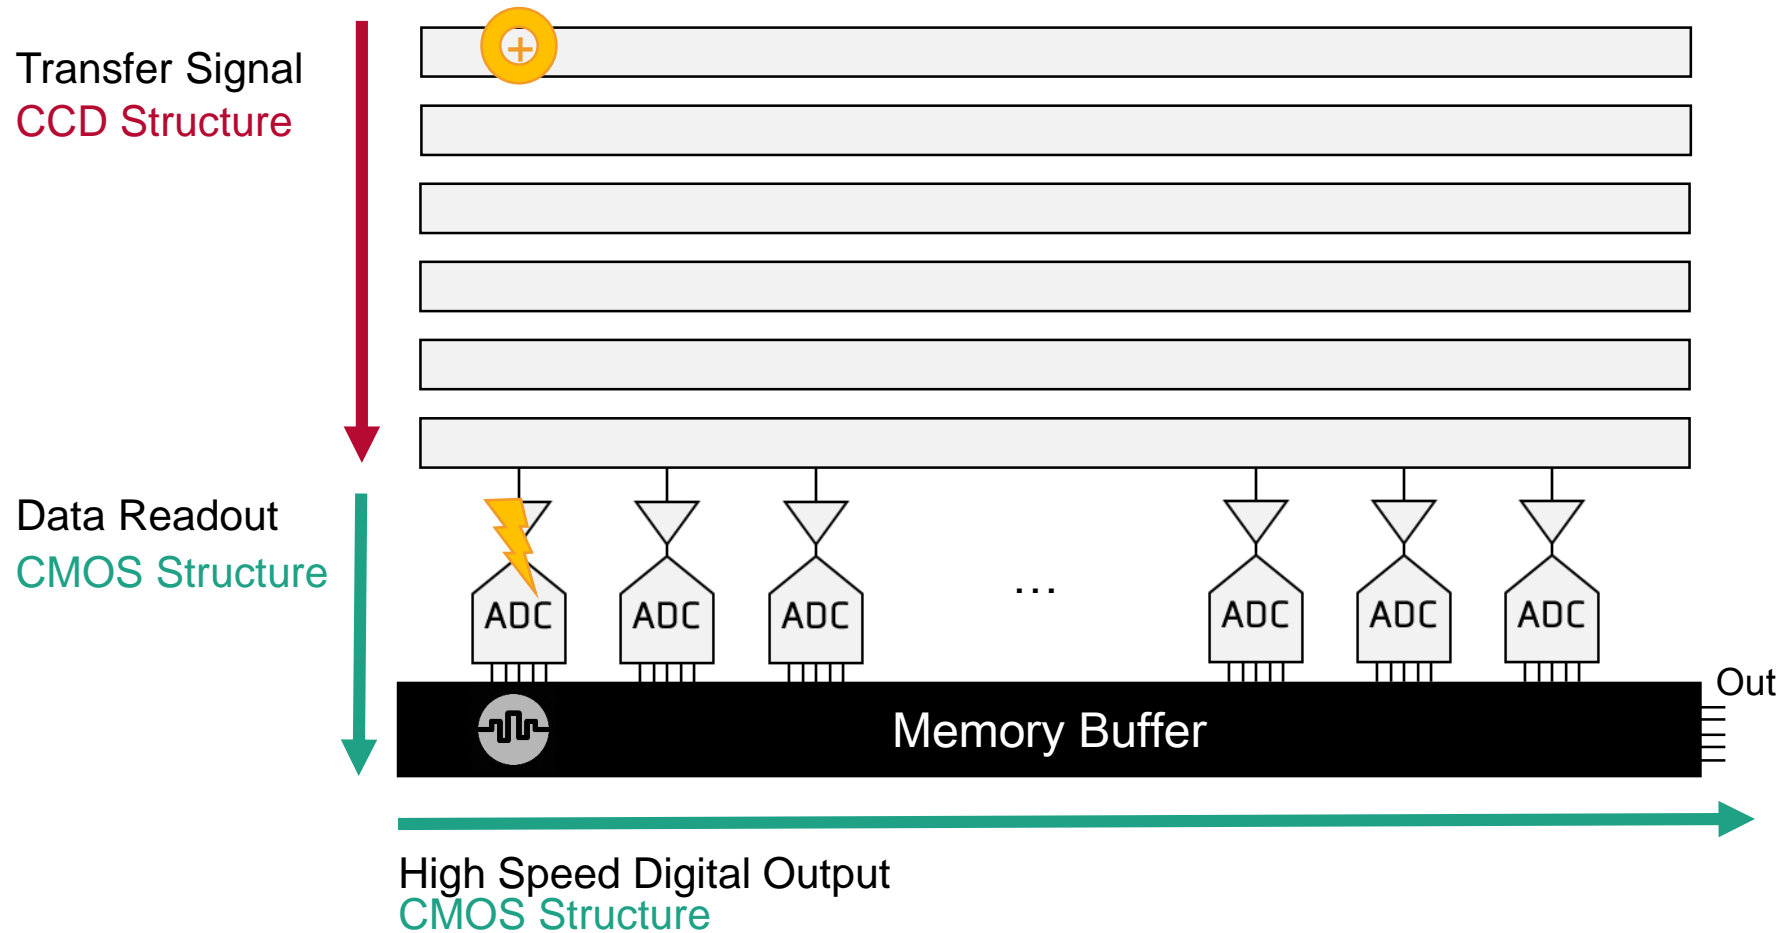 Transfer Signal
CCD Structure
+
Data Readout
CMOS Structure
ADC ADC ADC ... ADC ADC ADC
Out
Memory Buffer
High Speed Digital Output
CMOS Structure